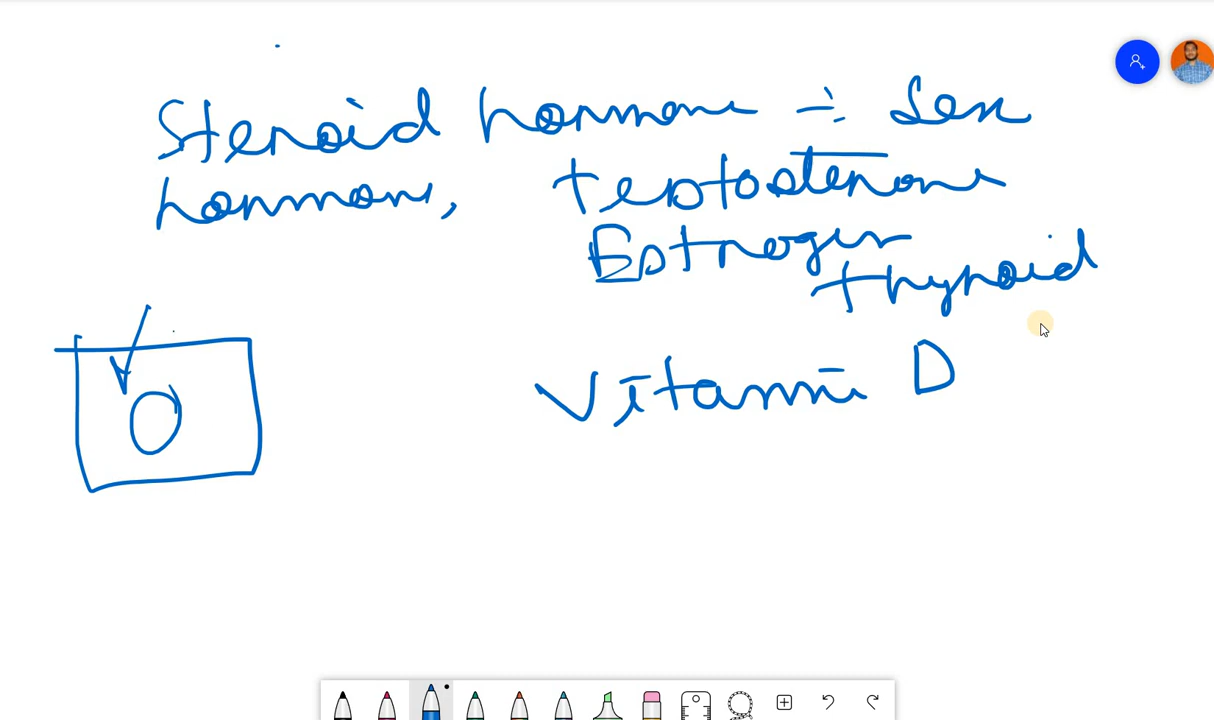 Steroid hormone ÷ Sex
hormone, testosterone
Estrogen
thyroid
Vitamin D